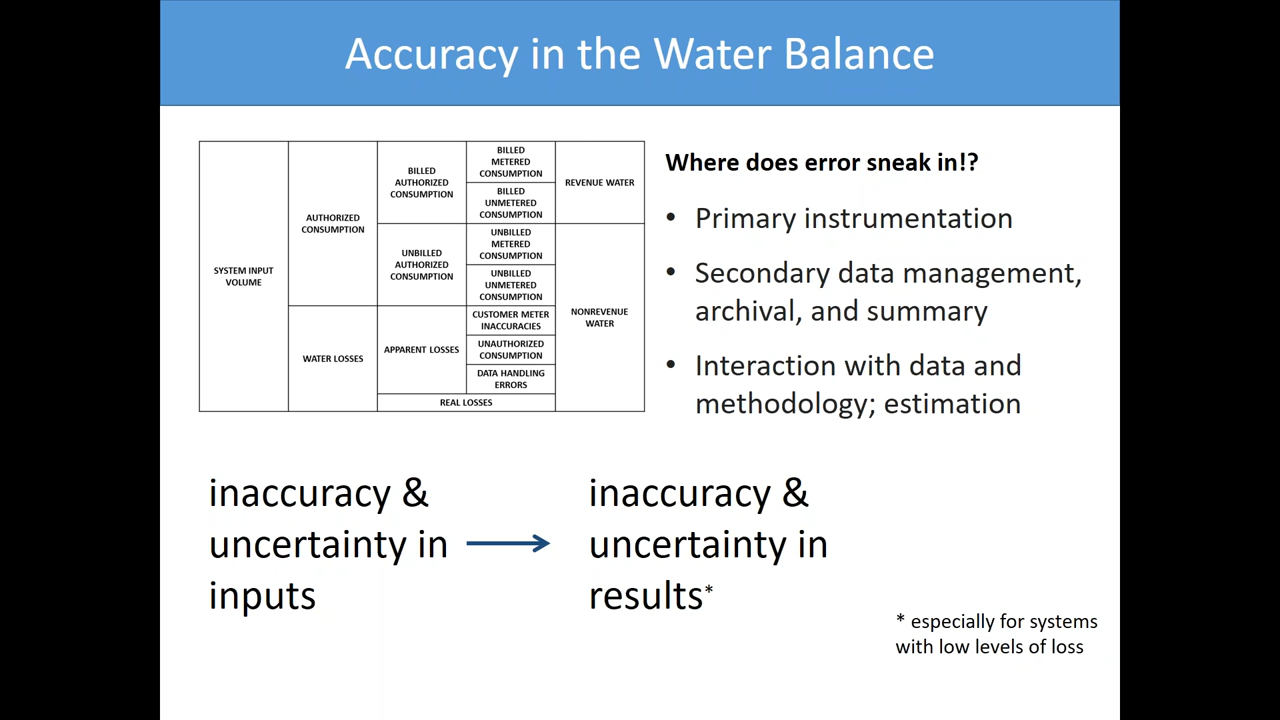 Accuracy in the Water Balance
SYSTEM INPUT
VOLUME
AUTHORIZED
CONSUMPTION
WATER LOSSES
BILLED
AUTHORIZED
CONSUMPTION
UNBILLED
AUTHORIZED
CONSUMPTION
APPARENT LOSSES
BILLED
METERED
CONSUMPTION
BILLED
UNMETERED
CONSUMPTION
UNBILLED
METERED
CONSUMPTION
UNBILLED
UNMETERED
CONSUMPTION
CUSTOMER METER
INACCURACIES
UNAUTHORIZED
CONSUMPTION
DATA HANDLING
ERRORS
REAL LOSSES
REVENUE WATER
NONREVENUE
WATER
Where does error sneak in!?
• Primary instrumentation
• Secondary data management,
archival, and summary
• Interaction with data and
methodology; estimation
inaccuracy &
uncertainty in
inputs
inaccuracy &
uncertainty in
results*
* especially for systems
with low levels of loss